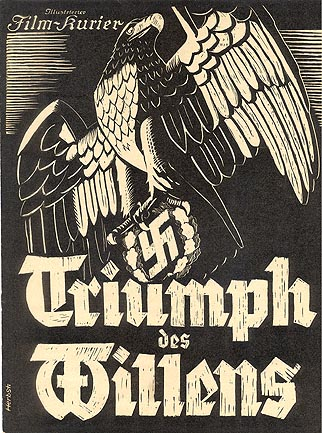 Illustrierter
Film-Kurier
Triumph
des
Willens